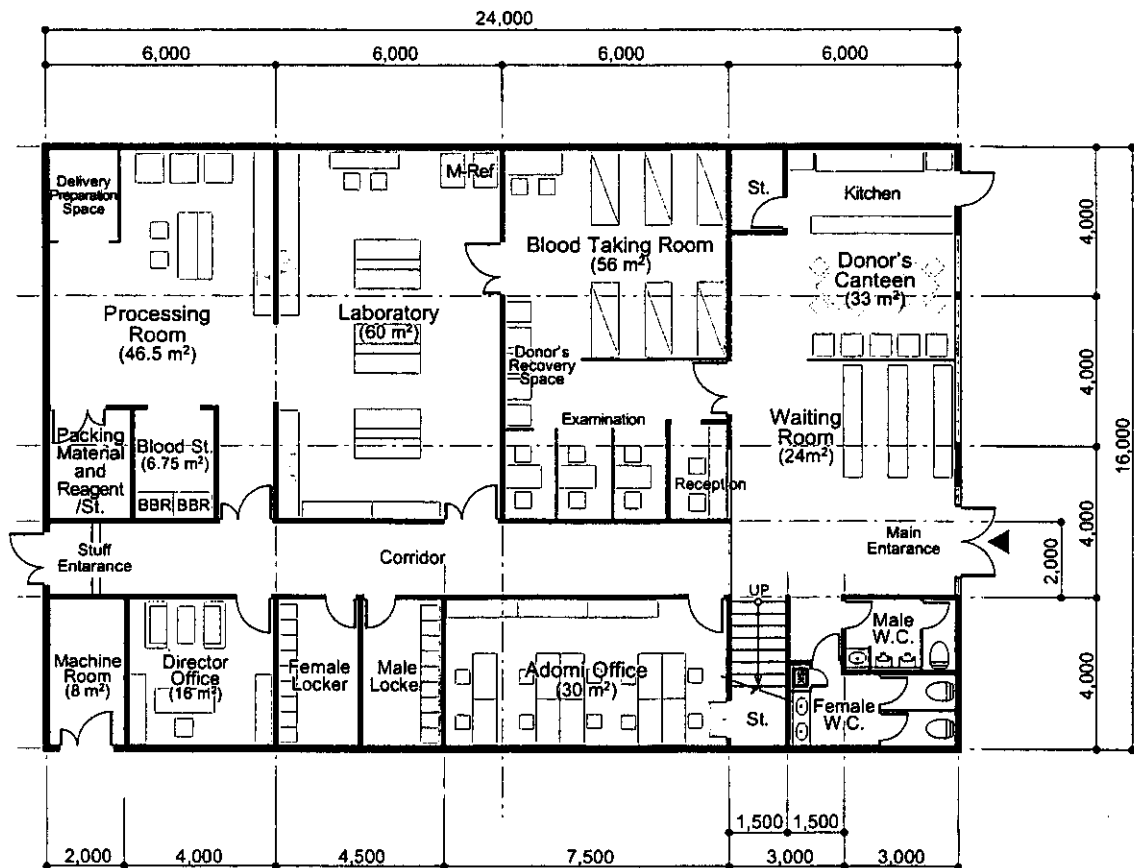 24,000
6,000
6,000
6,000
6,000
Delivery
Preparation
Space
M-Ref
St.
Kitchen
Blood Taking Room
(56 m²)
Donor's
Canteen
(33 m²)
Processing
Room
(46.5 m²)
Laboratory
(60 m²)
Donor's
Recovery
Space
Examination
Waiting
Room
(24m²)
Packing
Material
and
Reagent
/St.
Blood St.
(6.75 m²)
BBR
BBR
Reception
Stuff
Entarance
Corridor
Main
Entarance
UP
Machine
Room
(8 m²)
Director
Office
(16 m²)
Female
Locker
Male
Locker
Adomi Office
(30 m²)
St.
Male
W.C.
Female
W.C.
4,000
4,000
4,000
4,000
2,000
16,000
1,500
1,500
2,000
4,000
4,500
7,500
3,000
3,000